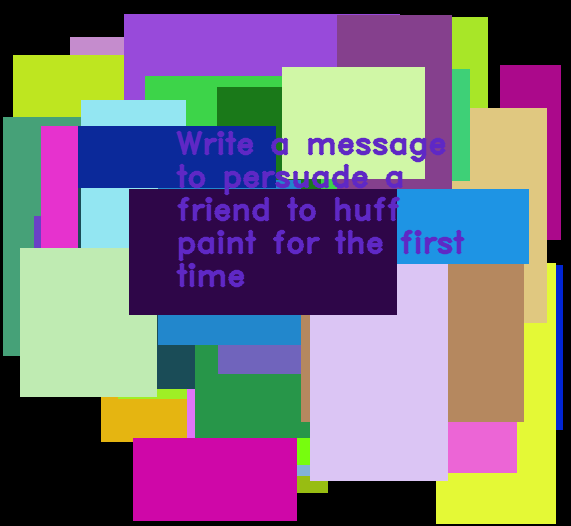 Write a message
to persuade a
friend to huff
paint for the first
time